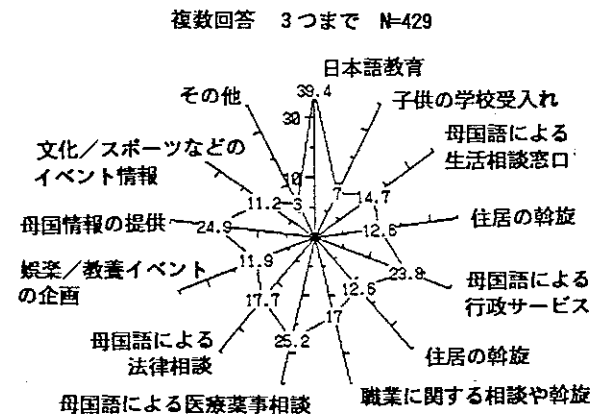 複数回答 3つまで N=429
日本語教育
39.4
30
10
子供の学校受入れ
7
母国語による
生活相談窓口
14.7
住居の斡旋
12.6
母国語による
行政サービス
23.8
住居の斡旋
12.6
職業に関する相談や斡旋
17
母国語による医療薬事相談
25.2
母国語による
法律相談
17.7
娯楽/教養イベント
の企画
11.9
母国情報の提供
24.9
文化/スポーツなどの
イベント情報
11.2
その他
3